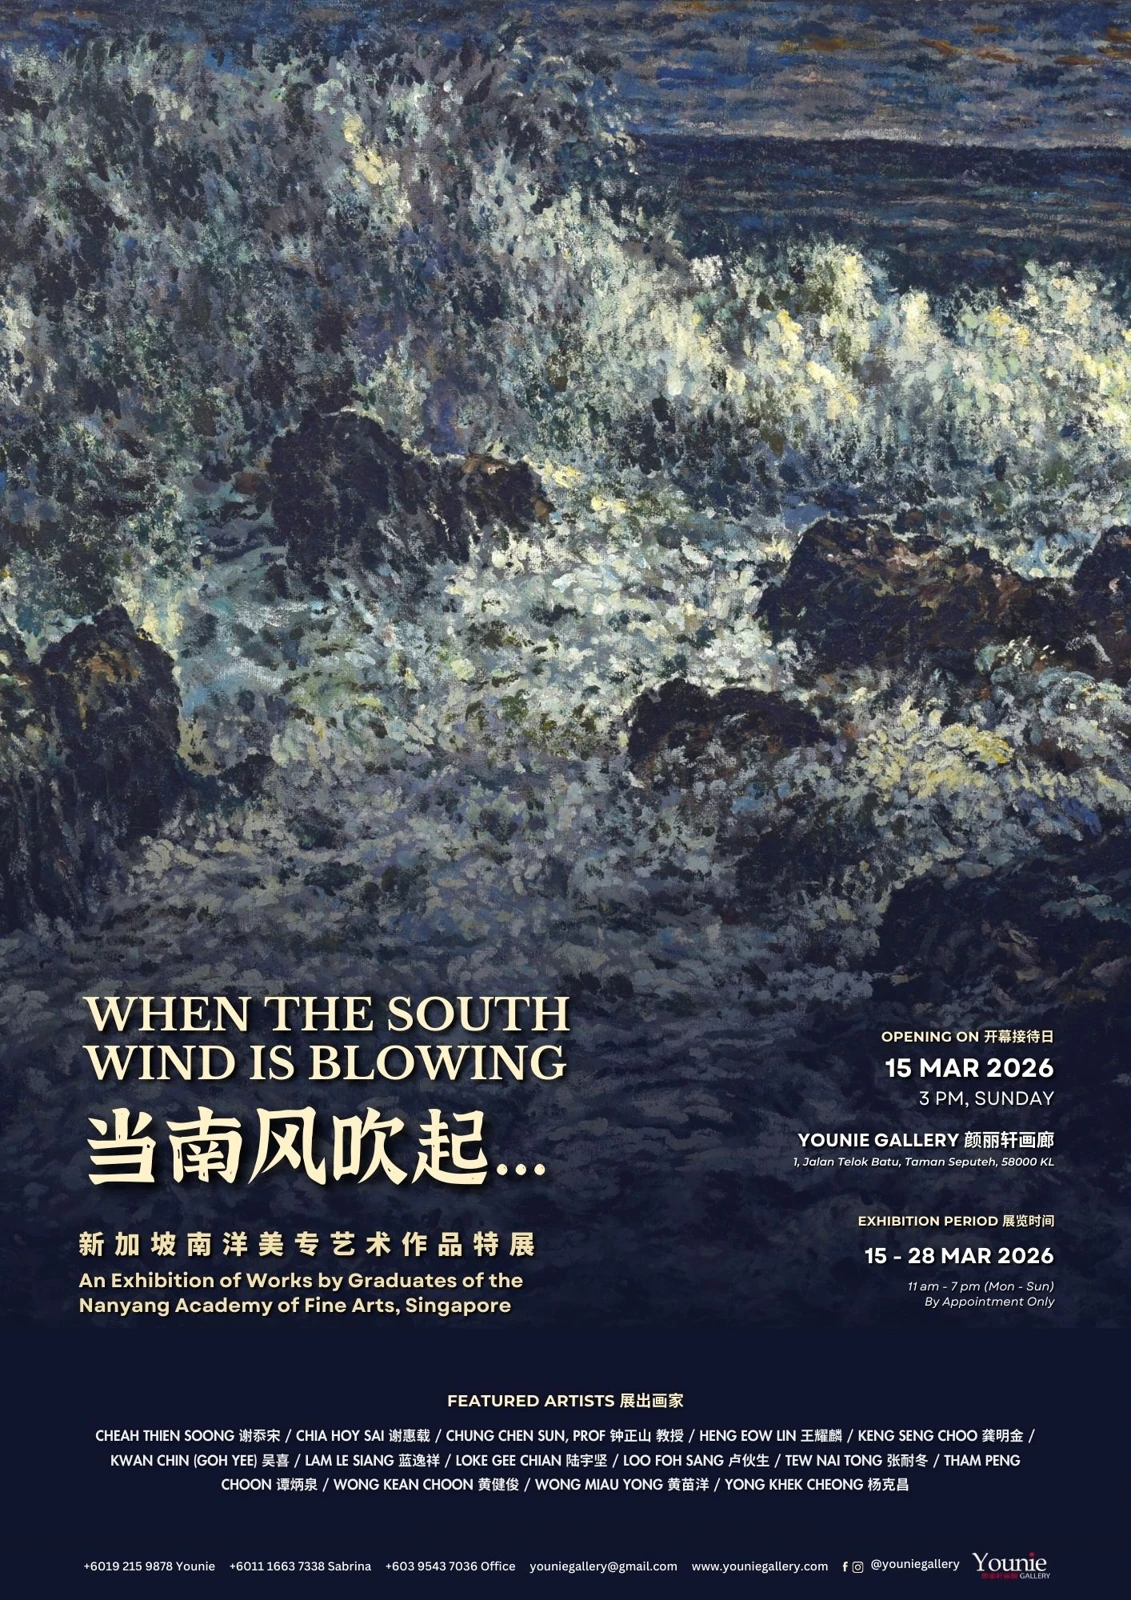 WHEN THE SOUTH
WIND IS BLOWING
当南风吹起...
新加坡南洋美专艺术作品特展
An Exhibition of Works by Graduates of the
Nanyang Academy of Fine Arts, Singapore
OPENING ON 开幕接待日
15 MAR 2026
3 PM, SUNDAY
YOUNIE GALLERY 颜丽轩画廊
1, Jalan Telok Batu, Taman Seputeh, 58000 KL
EXHIBITION PERIOD 展览时间
15 - 28 MAR 2026
11 am - 7 pm (Mon - Sun)
By Appointment Only
FEATURED ARTISTS 展出画家
CHEAH THIEN SOONG 谢忝宋 / CHIA HOY SAI 谢惠载 / CHUNG CHEN SUN, PROF 钟正山 教授 / HENG EOW LIN 王耀麟 / KENG SENG CHOO 龚明金 /
KWAN CHIN (GOH YEE) 吴喜 / LAM LE SIANG 蓝逸祥 / LOKE GEE CHIAN 陆宇坚 / LOO FOH SANG 卢伙生 / TEW NAI TONG 张耐冬 / THAM PENG
CHOON 谭炳泉 / WONG KEAN CHOON 黄健俊 / WONG MIAU YONG 黄苗洋 / YONG KHEK CHEONG 杨克昌
+6019 215 9878 Younie +6011 1663 7338 Sabrina +603 9543 7036 Office youniegallery@gmail.com www.youniegallery.com @youniegallery
Younie
GALLERY